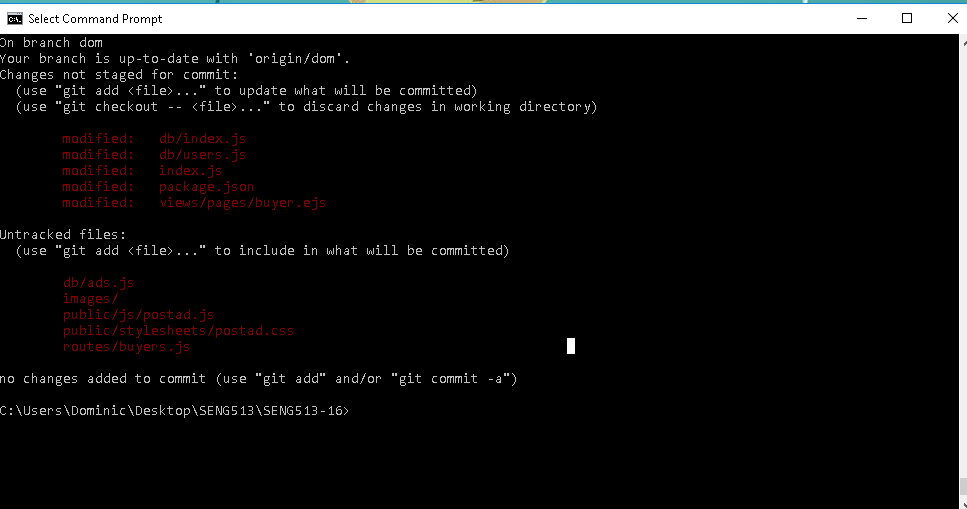 Select Command Prompt
On branch dom
Your branch is up-to-date with 'origin/dom'.
Changes not staged for commit:
  (use "git add <file>..." to update what will be committed)
  (use "git checkout -- <file>..." to discard changes in working directory)
        modified:   db/index.js
        modified:   db/users.js
        modified:   index.js
        modified:   package.json
        modified:   views/pages/buyer.ejs
Untracked files:
  (use "git add <file>..." to include in what will be committed)
        db/ads.js
        images/
        public/js/postad.js
        public/stylesheets/postad.css
        routes/buyers.js
no changes added to commit (use "git add" and/or "git commit -a")
C:\Users\Dominic\Desktop\SENG513\SENG513-16>